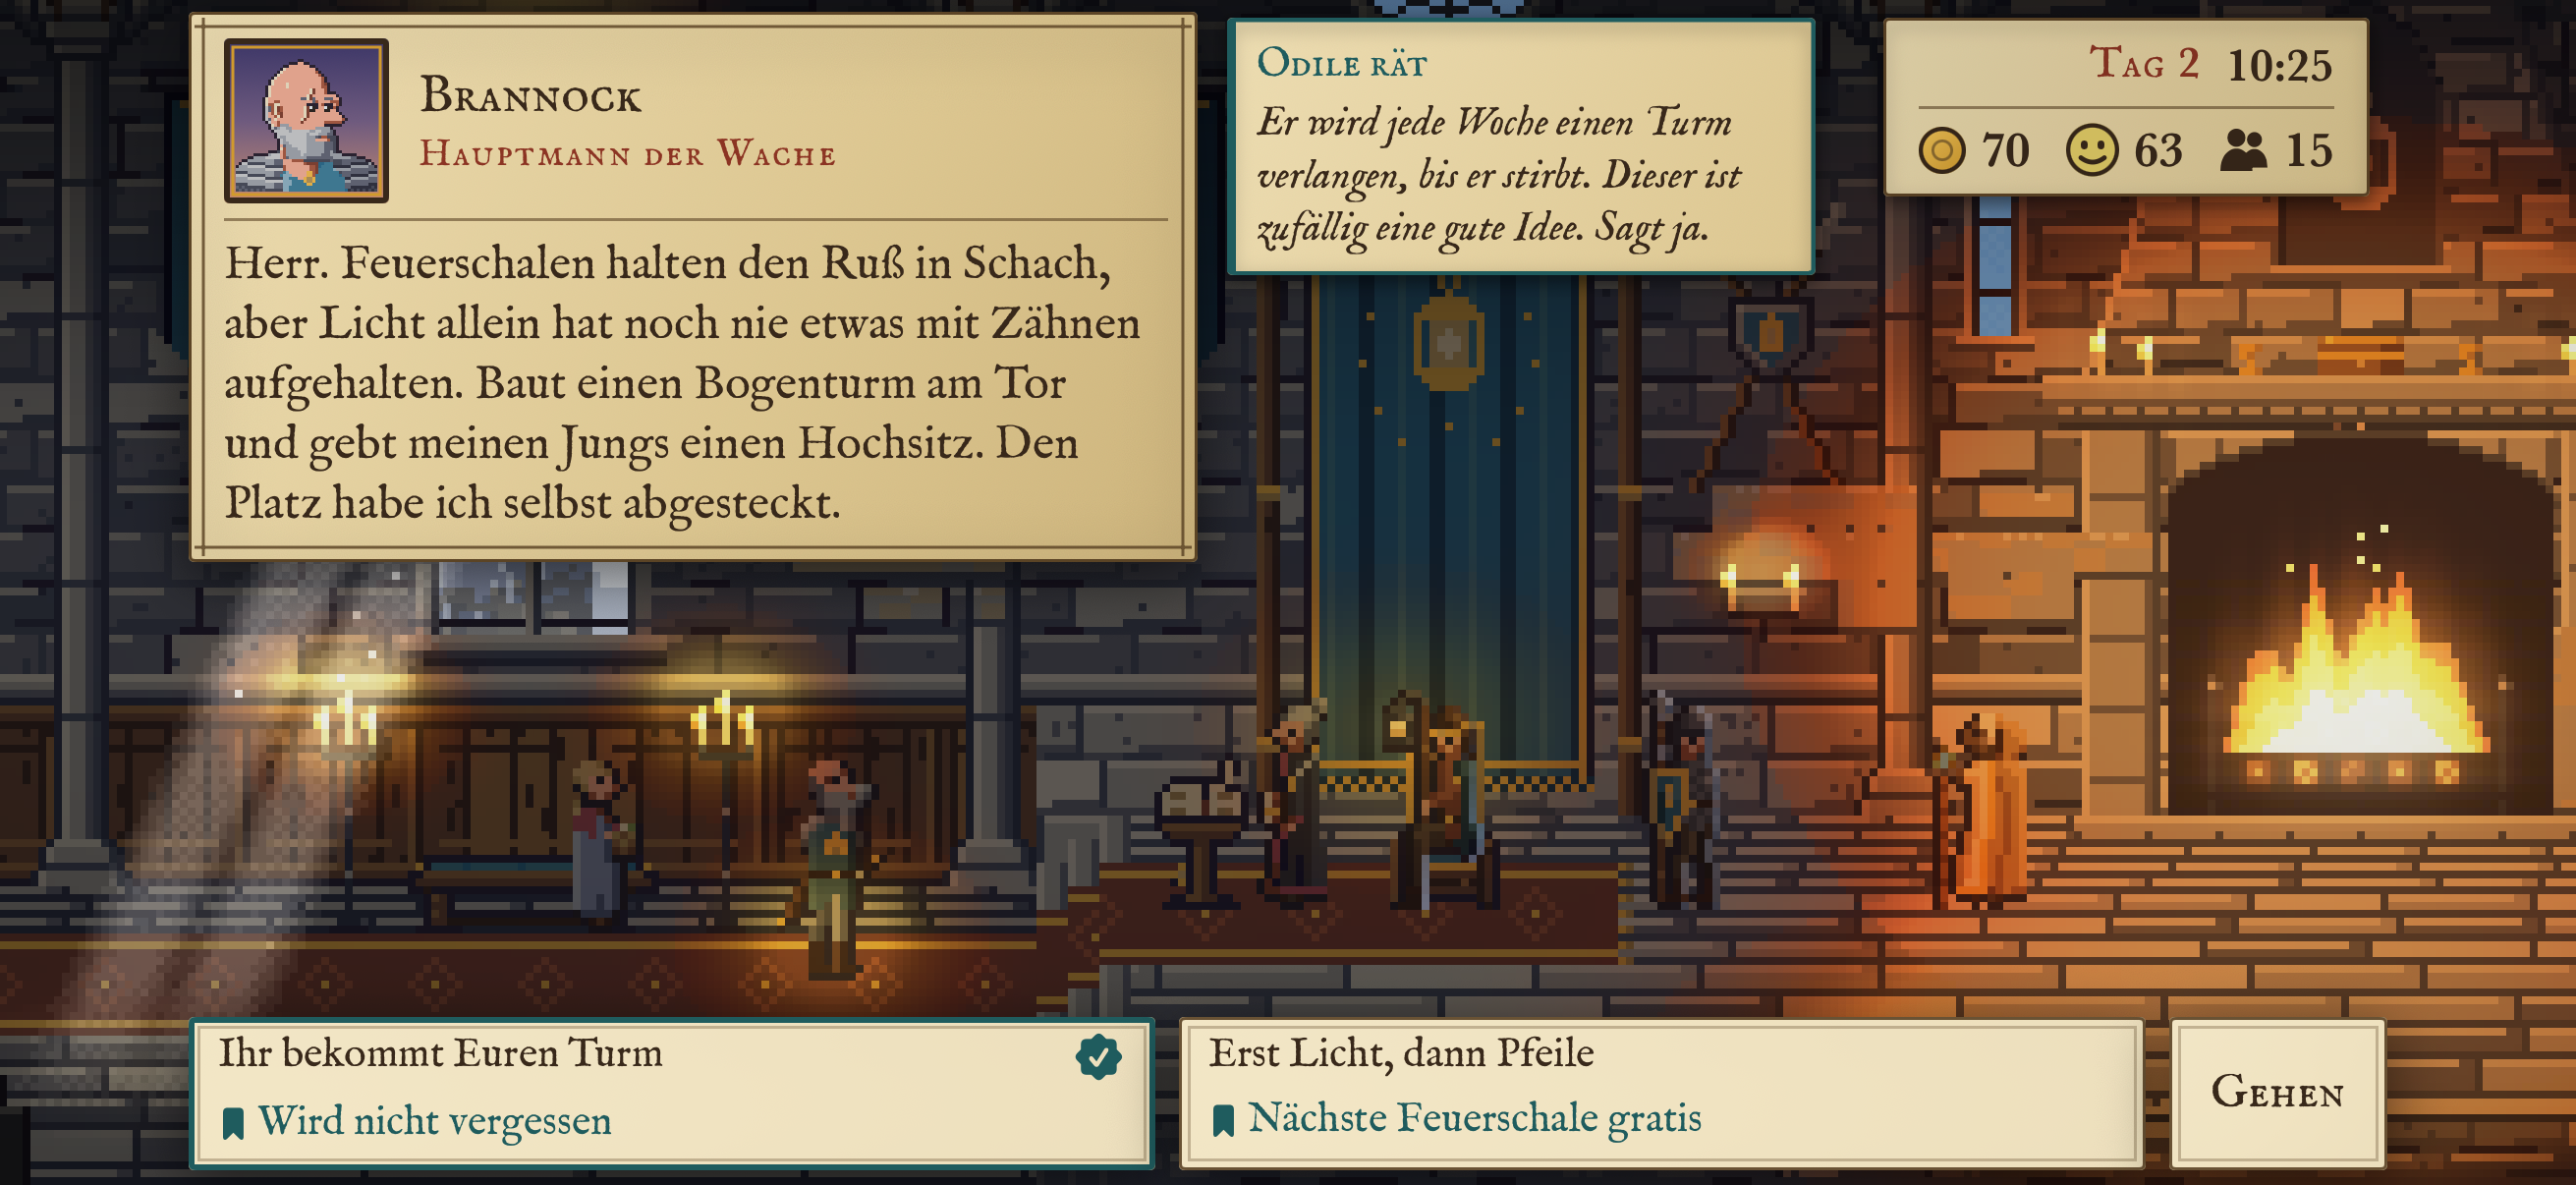 Brannock
Hauptmann der Wache
Herr. Feuerschalen halten den Ruß in Schach,
aber Licht allein hat noch nie etwas mit Zähnen
aufgehalten. Baut einen Bogenturm am Tor
und gebt meinen Jungs einen Hochsitz. Den
Platz habe ich selbst abgesteckt.
Odile rät
Er wird jede Woche einen Turm
verlangen, bis er stirbt. Dieser ist
zufällig eine gute Idee. Sagt ja.
Tag 2 10:25
70 63 15
Ihr bekommt Euren Turm
Wird nicht vergessen
Erst Licht, dann Pfeile
Nächste Feuerschale gratis
Gehen